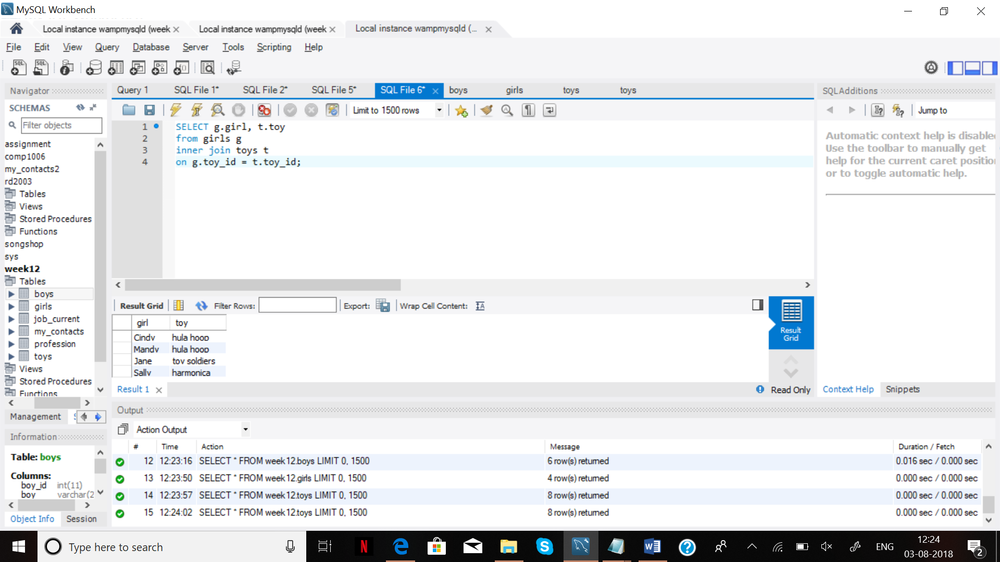 MySQL Workbench
Local instance wampmysqld (week
Local instance wampmysqld (week
Local instance wampmysqld (...
File Edit View Query Database Server Tools Scripting Help
Navigator
SCHEMAS
Filter objects
assignment
comp1006
my_contacts2
rd2003
Tables
Views
Stored Procedures
Functions
songshop
sys
week12
Tables
boys
girls
job_current
my_contacts
profession
toys
Views
Stored Procedures
Functions
Management
Information
Table: boys
Columns:
boy_id int(11)
boy varchar(2
Object Info Session
Query 1 SQL File 1* SQL File 2* SQL File 5* SQL File 6* boys girls toys toys
Limit to 1500 rows
1 SELECT g.girl, t.toy
2 from girls g
3 inner join toys t
4 on g.toy_id = t.toy_id;
Result Grid Filter Rows: Export: Wrap Cell Content:
girl toy
Cindy hula hoop
Mandy hula hoop
Jane toy soldiers
Sally harmonica
Result Grid
Result 1
Read Only
SQLAdditions
Jump to
Automatic context help is disable
Use the toolbar to manually get
help for the current caret position
or to toggle automatic help.
Context Help Snippets
Output
Action Output
# Time Action Message Duration / Fetch
12 12:23:16 SELECT * FROM week12.boys LIMIT 0, 1500 6 row(s) returned 0.016 sec / 0.000 sec
13 12:23:50 SELECT * FROM week12.girls LIMIT 0, 1500 4 row(s) returned 0.000 sec / 0.000 sec
14 12:23:57 SELECT * FROM week12.toys LIMIT 0, 1500 8 row(s) returned 0.000 sec / 0.000 sec
15 12:24:02 SELECT * FROM week12.toys LIMIT 0, 1500 8 row(s) returned 0.000 sec / 0.000 sec
Type here to search
ENG
12:24
03-08-2018
2